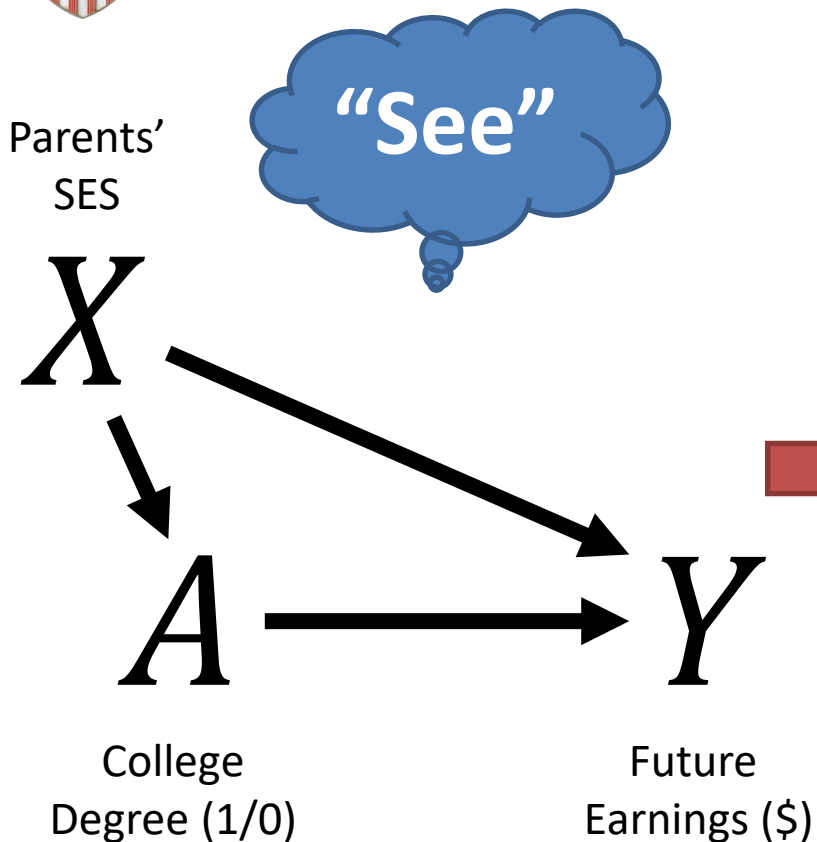 “See”
Parents’
SES
X
A
Y
College
Degree (1/0)
Future
Earnings ($)